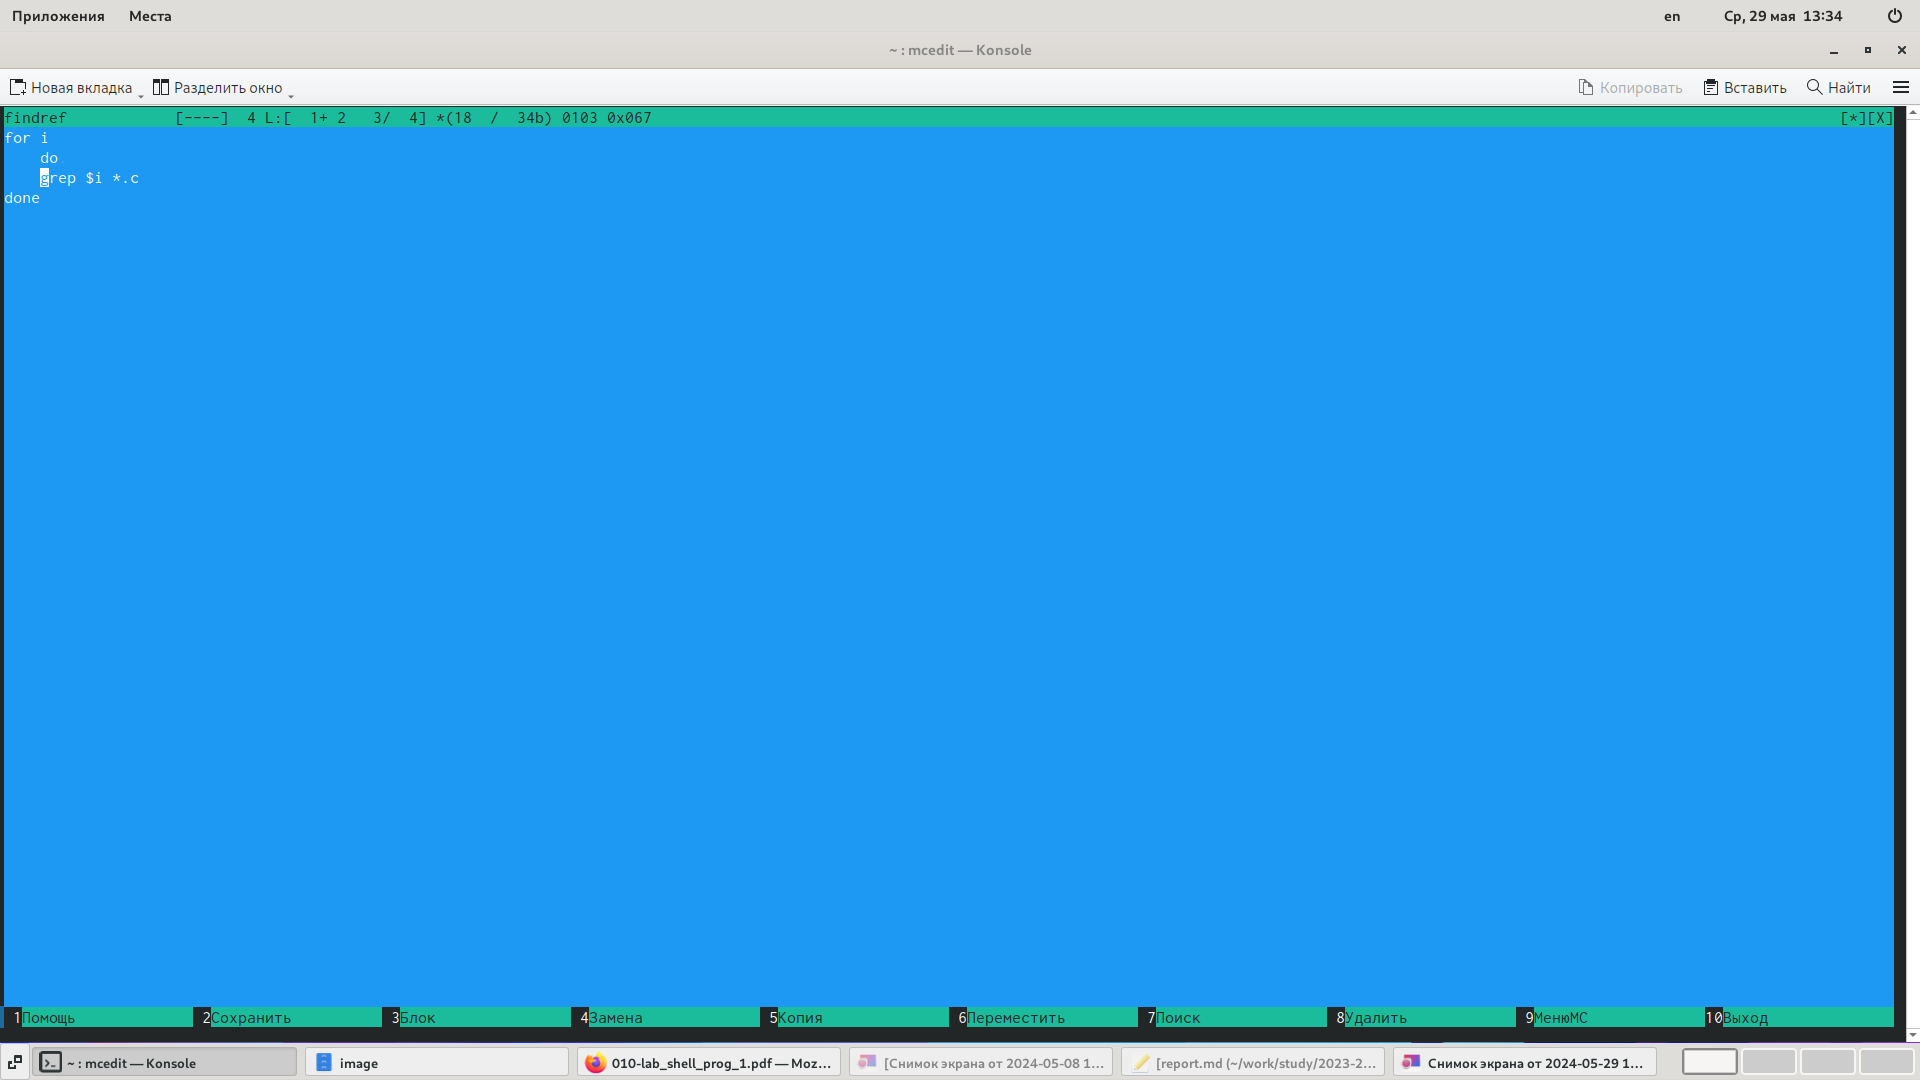 Приложения Места en Ср, 29 мая 13:34
~ : mcedit — Konsole
Новая вкладка Разделить окно Копировать Вставить Найти
findref [----] 4 L:[ 1+ 2 3/ 4] *(18 / 34b) 0103 0x067 [*][X]
for i
do
grep $i *.c
done
1Помощь 2Сохранить 3Блок 4Замена 5Копия 6Переместить 7Поиск 8Удалить 9МенюМС 10Выход
~ : mcedit — Konsole image 010-lab_shell_prog_1.pdf — Moz... [Снимок экрана от 2024-05-08 1... [report.md (~/work/study/2023-2... Снимок экрана от 2024-05-29 1...